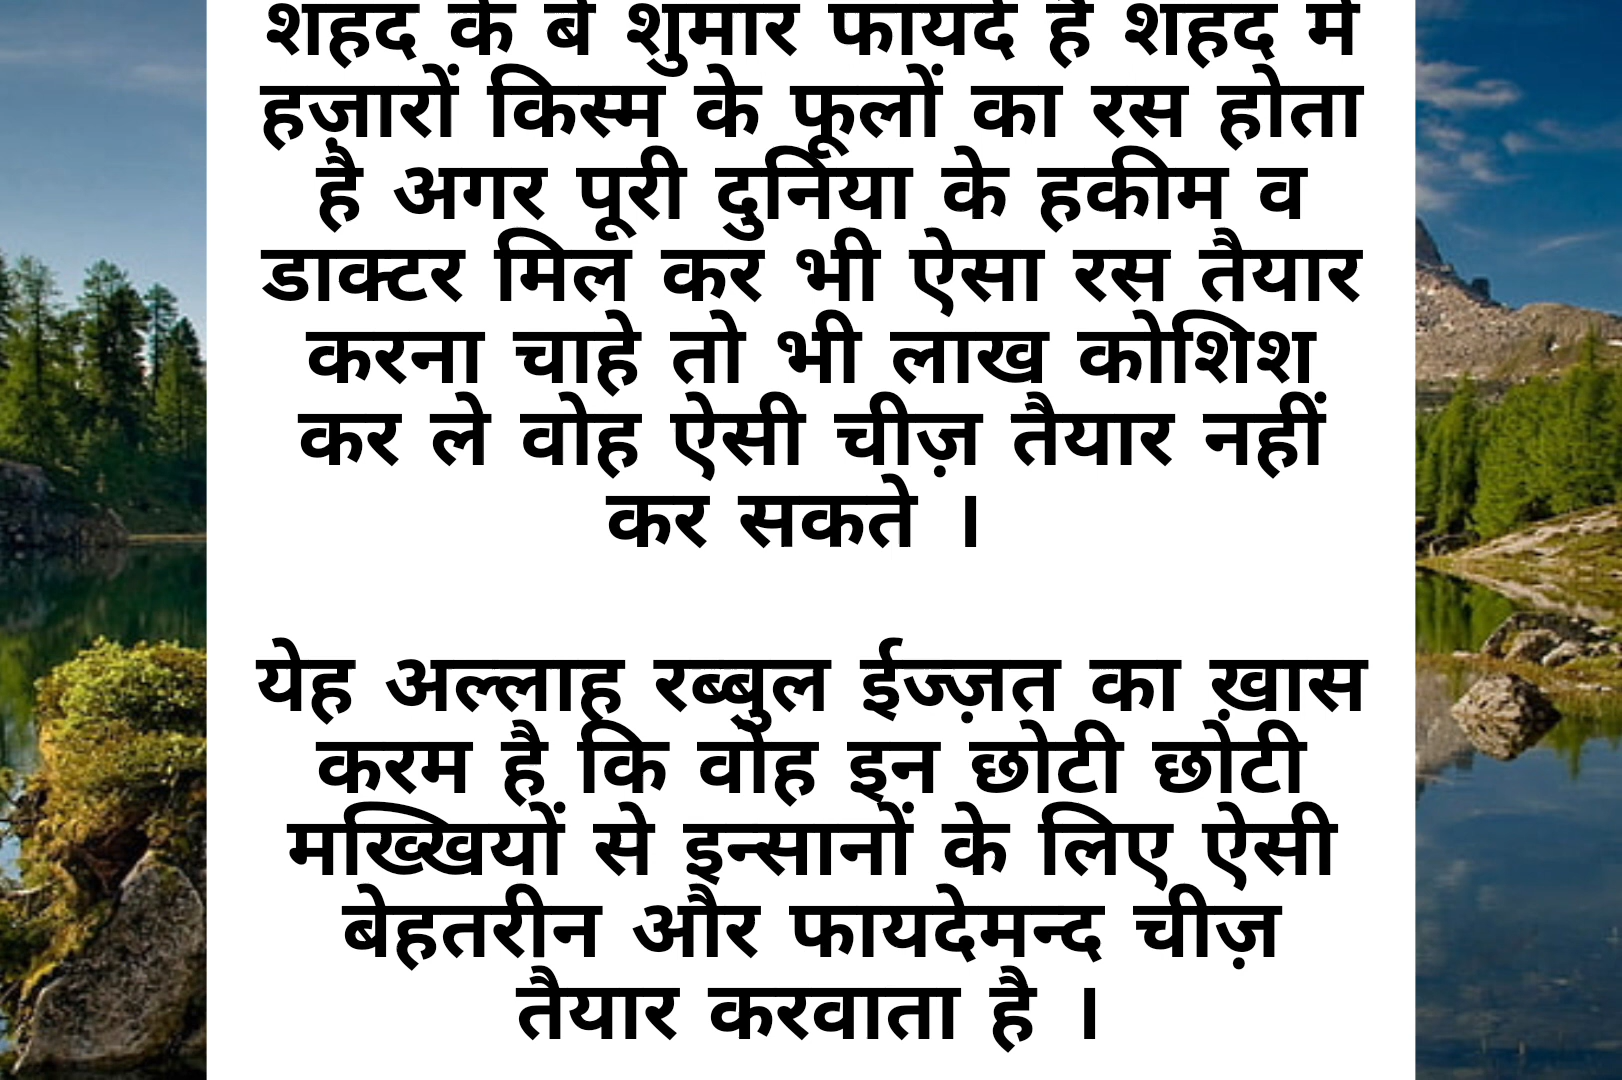 शहद के बे शुमार फायदे है शहद में
हज़ारों किस्म के फूलों का रस होता
है अगर पूरी दुनिया के हकीम व
डाक्टर मिल कर भी ऐसा रस तैयार
करना चाहे तो भी लाख कोशिश
कर ले वोह ऐसी चीज़ तैयार नहीं
कर सकते ।
येह अल्लाह रब्बुल ईज्ज़त का ख़ास
करम है कि वोह इन छोटी छोटी
मख्खियों से इन्सानों के लिए ऐसी
बेहतरीन और फायदेमन्द चीज़
तैयार करवाता है ।